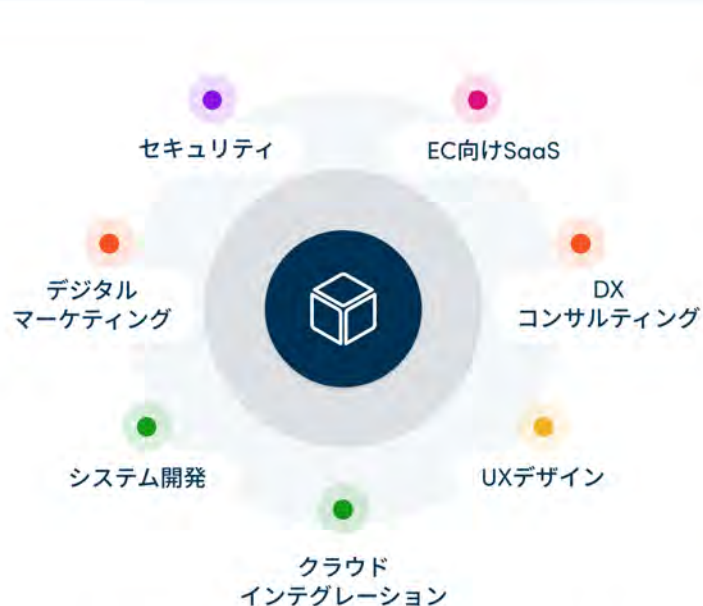 セキュリティ
EC向けSaaS
デジタル
マーケティング
DX
コンサルティング
システム開発
UXデザイン
クラウド
インテグレーション